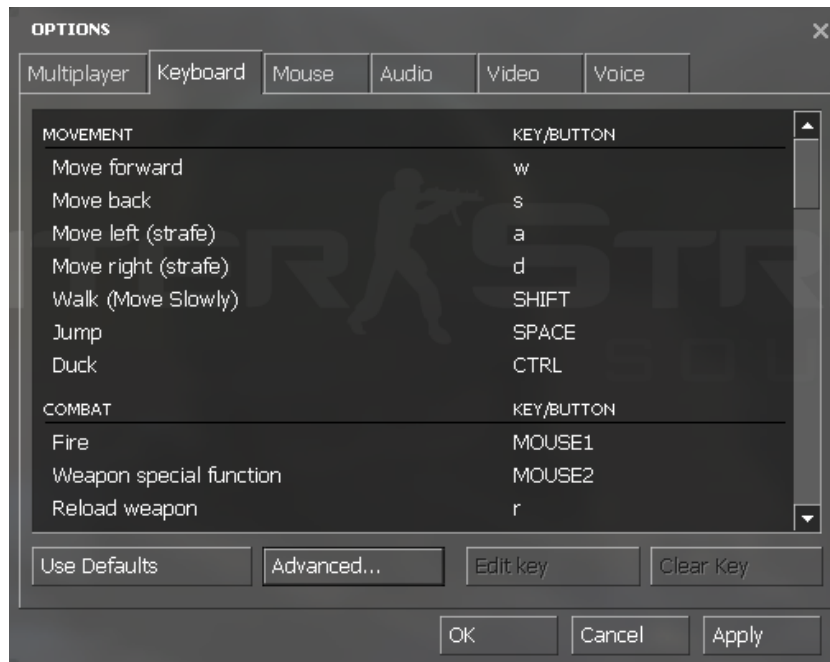 OPTIONS
Multiplayer Keyboard Mouse Audio Video Voice
MOVEMENT KEY/BUTTON
Move forward w
Move back s
Move left (strafe) a
Move right (strafe) d
Walk (Move Slowly) SHIFT
Jump SPACE
Duck CTRL
COMBAT KEY/BUTTON
Fire MOUSE1
Weapon special function MOUSE2
Reload weapon r
Use Defaults Advanced... Edit key Clear Key
OK Cancel Apply